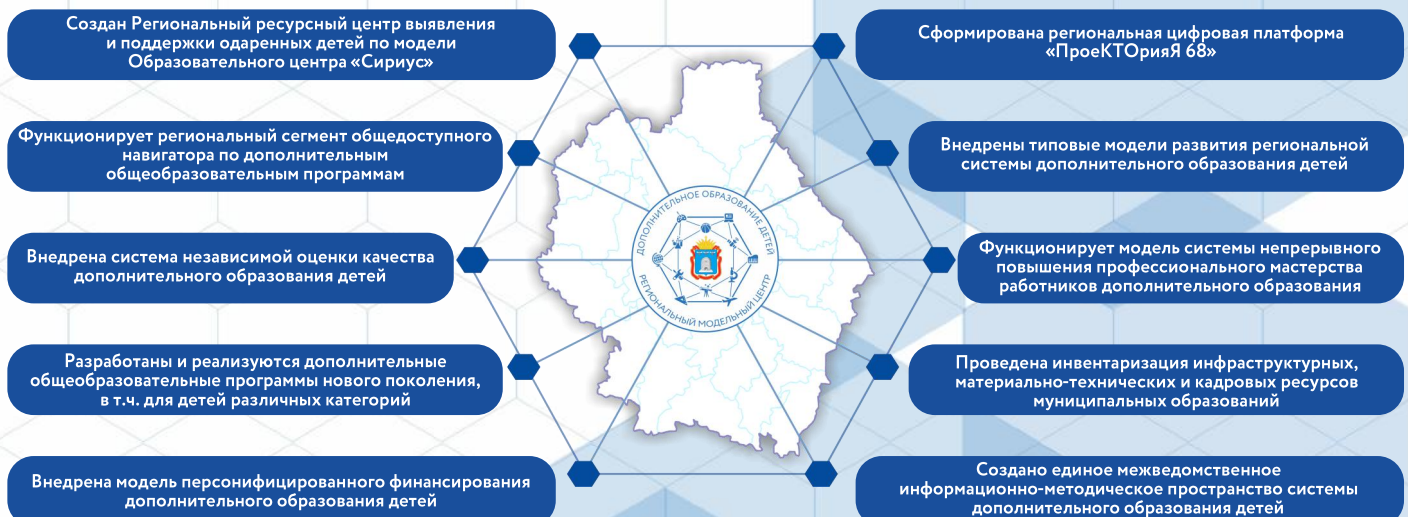 Создан Региональный ресурсный центр выявления
и поддержки одаренных детей по модели
Образовательного центра «Сириус»
Функционирует региональный сегмент общедоступного
навигатора по дополнительным
общеобразовательным программам
Внедрена система независимой оценки качества
дополнительного образования детей
Разработаны и реализуются дополнительные
общеобразовательные программы нового поколения,
в т.ч. для детей различных категорий
Внедрена модель персонифицированного финансирования
дополнительного образования детей
ДОПОЛНИТЕЛЬНОЕ ОБРАЗОВАНИЕ ДЕТЕЙ
РЕГИОНАЛЬНЫЙ МОДЕЛЬНЫЙ ЦЕНТР
Сформирована региональная цифровая платформа
«ПроеКТОрияЯ 68»
Внедрены типовые модели развития региональной
системы дополнительного образования детей
Функционирует модель системы непрерывного
повышения профессионального мастерства
работников дополнительного образования
Проведена инвентаризация инфраструктурных,
материально-технических и кадровых ресурсов
муниципальных образований
Создано единое межведомственное
информационно-методическое пространство системы
дополнительного образования детей